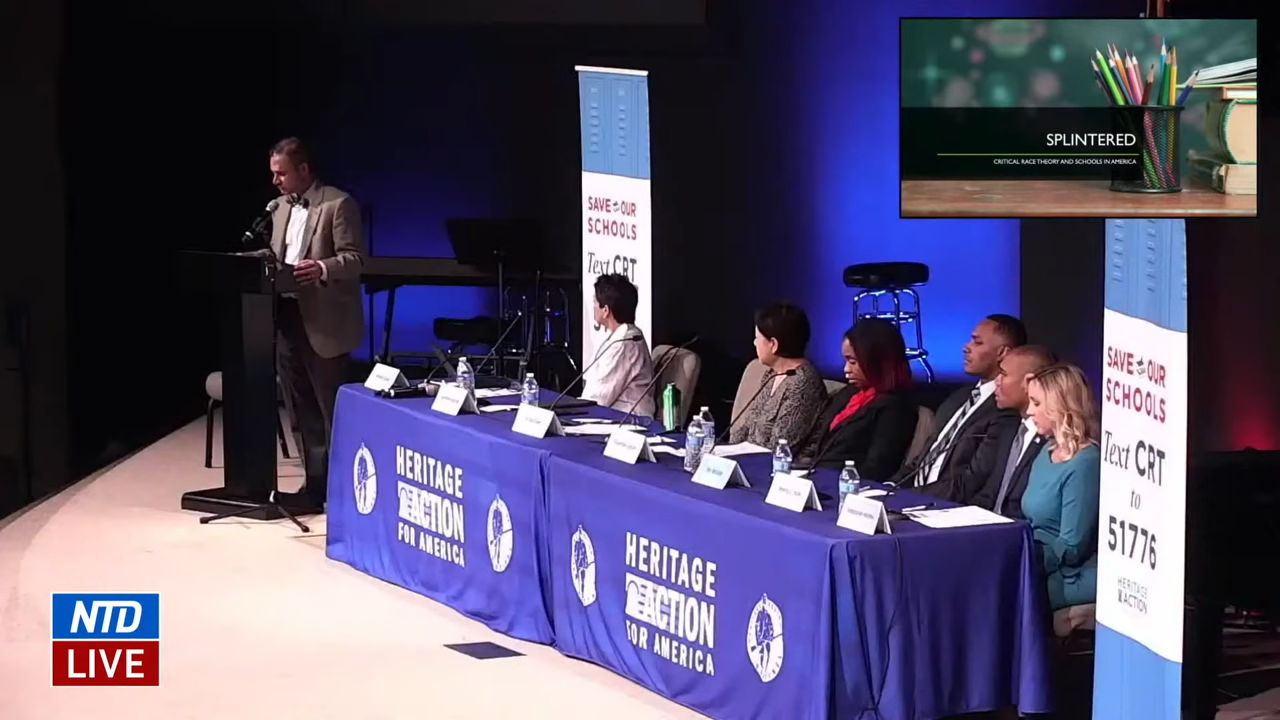 SPLINTERED
CRITICAL RACE THEORY AND SCHOOLS IN AMERICA
SAVE OUR
SCHOOLS
Text CRT
SAVE OUR
SCHOOLS
Text CRT
to
51776
HERITAGE
ACTION
HERITAGE
ACTION
FOR AMERICA
HERITAGE
ACTION
FOR AMERICA
NTD
LIVE